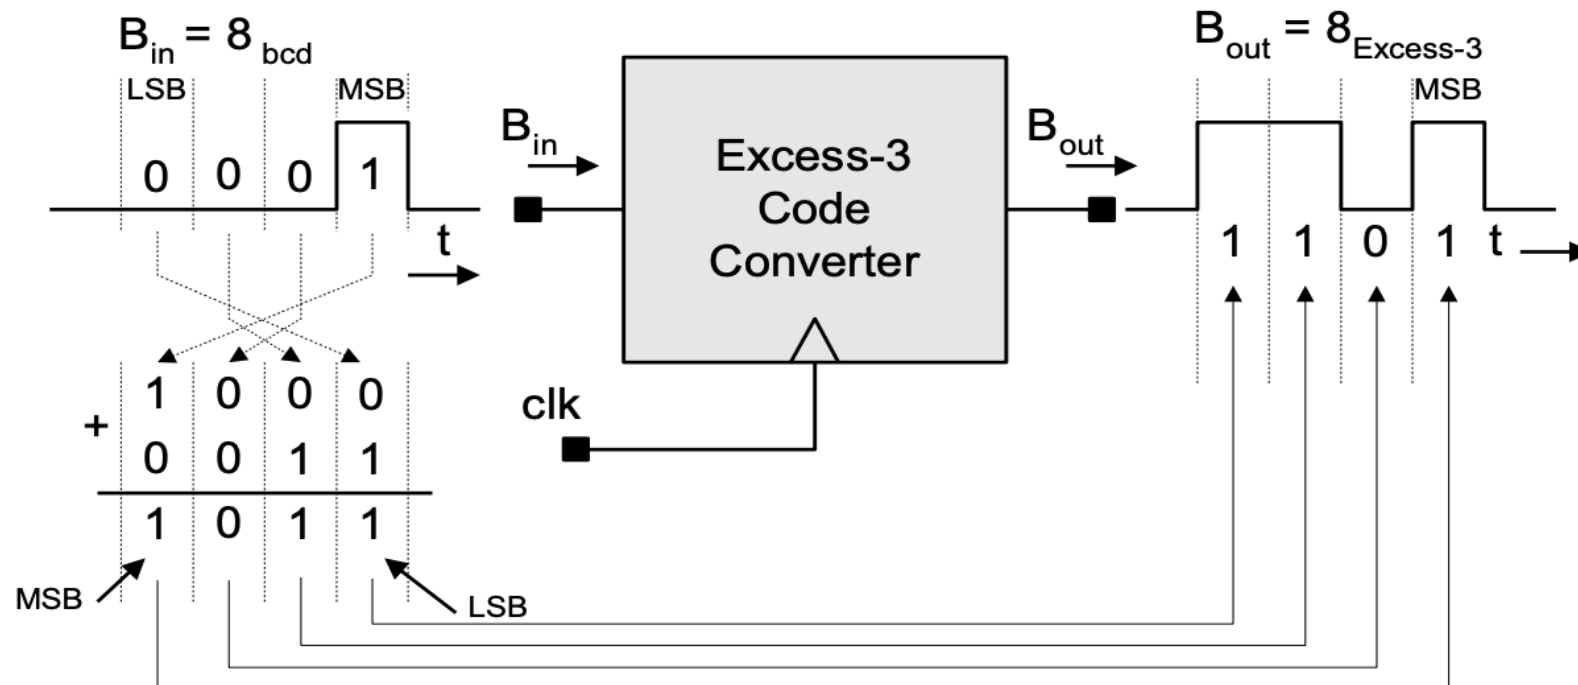 B_in = 8_bcd
LSB MSB
0 0 0 1
t
1 0 0 0
+
0 0 1 1
1 0 1 1
MSB
LSB
B_in
Excess-3
Code
Converter
clk
B_out
B_out = 8_Excess-3
MSB
1 1 0 1 t